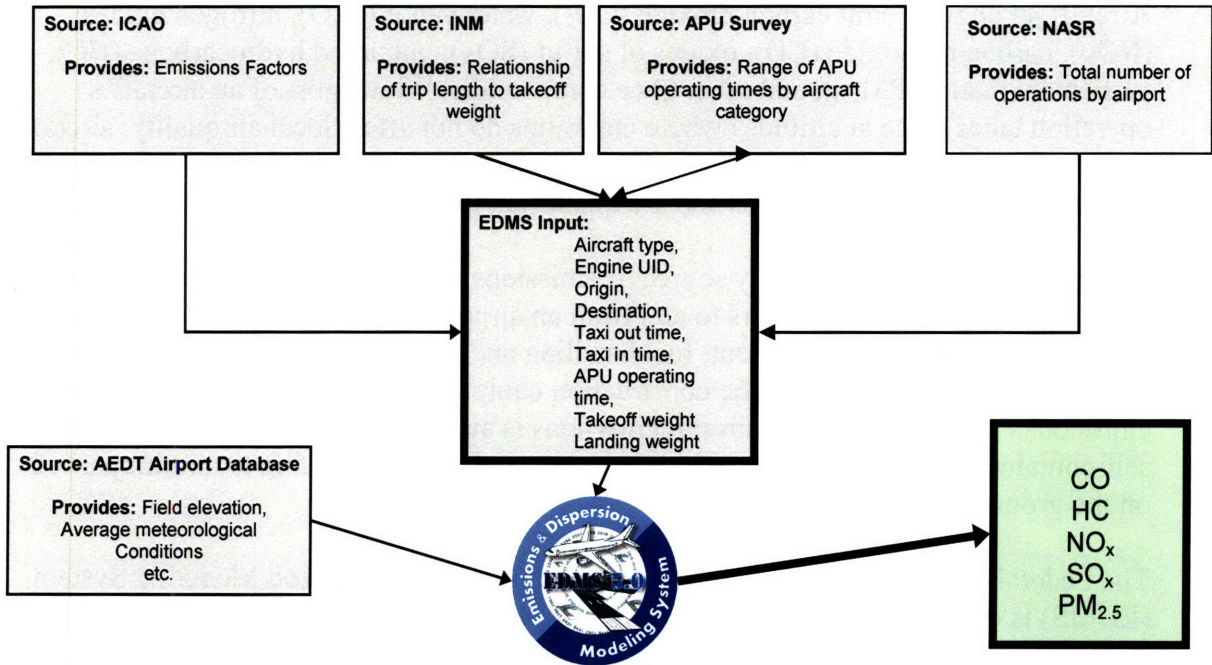 Source: ICAO
Provides: Emissions Factors
Source: INM
Provides: Relationship
of trip length to takeoff
weight
Source: APU Survey
Provides: Range of APU
operating times by aircraft
category
Source: NASR
Provides: Total number of
operations by airport
EDMS Input:
Aircraft type,
Engine UID,
Origin,
Destination,
Taxi out time,
Taxi in time,
APU operating
time,
Takeoff weight
Landing weight
Source: AEDT Airport Database
Provides: Field elevation,
Average meteorological
Conditions
etc.
Emissions & Dispersion
EDMS 5.0
Modeling System
CO
HC
NOₓ
SOₓ
PM₂.₅